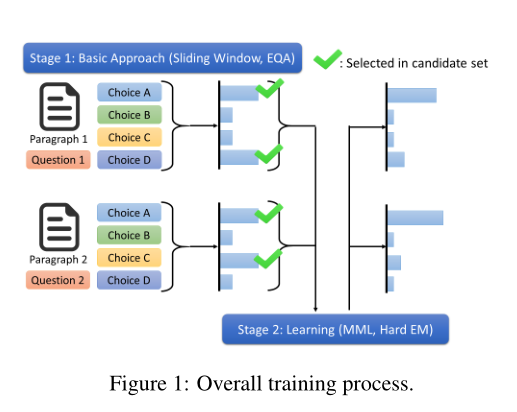 Stage 1: Basic Approach (Sliding Window, EQA)
: Selected in candidate set
Paragraph 1
Question 1
Choice A
Choice B
Choice C
Choice D
Paragraph 2
Question 2
Choice A
Choice B
Choice C
Choice D
Stage 2: Learning (MML, Hard EM)
Figure 1: Overall training process.